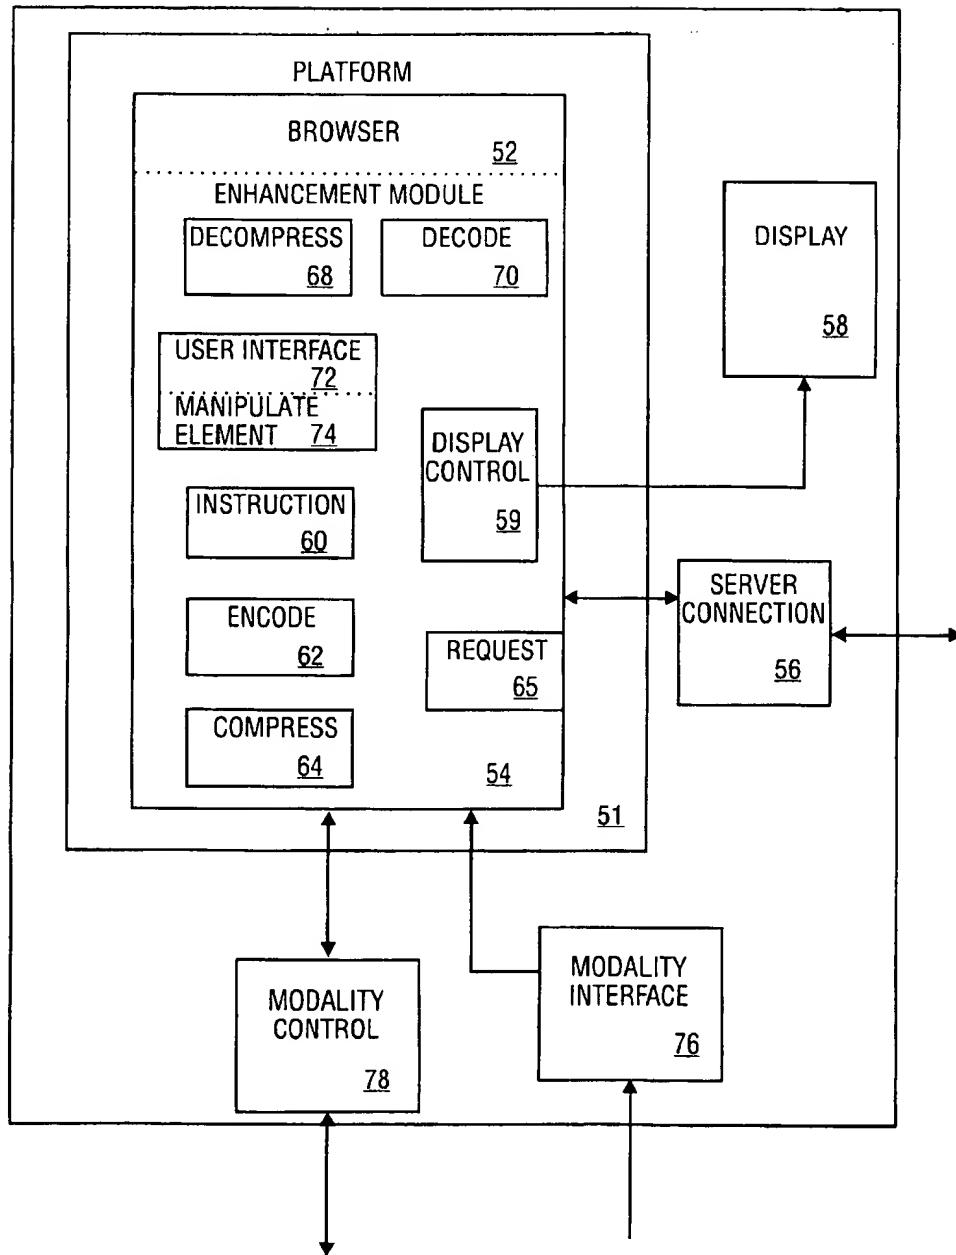 PLATFORM
BROWSER
52
ENHANCEMENT MODULE
DECOMPRESS
68
DECODE
70
DISPLAY
58
USER INTERFACE
72
MANIPULATE
ELEMENT 74
DISPLAY
CONTROL
59
INSTRUCTION
60
SERVER
CONNECTION
56
ENCODE
62
REQUEST
65
COMPRESS
64
54
51
MODALITY
CONTROL
78
MODALITY
INTERFACE
76